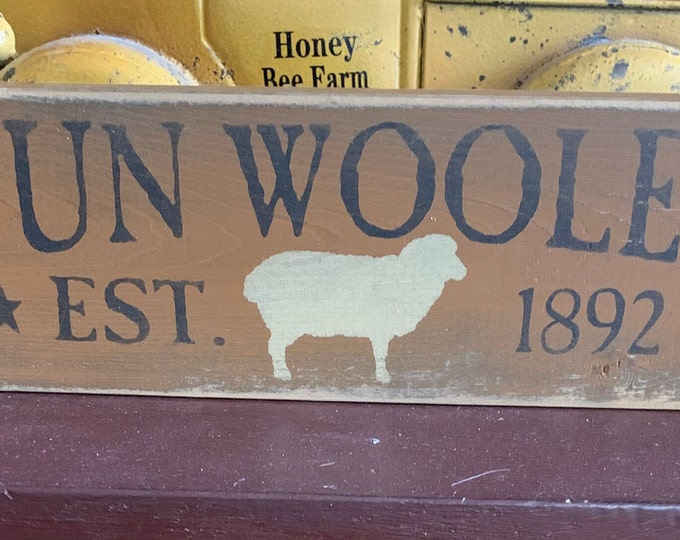 Honey
Bee Farm
UN WOOLE
EST. 1892